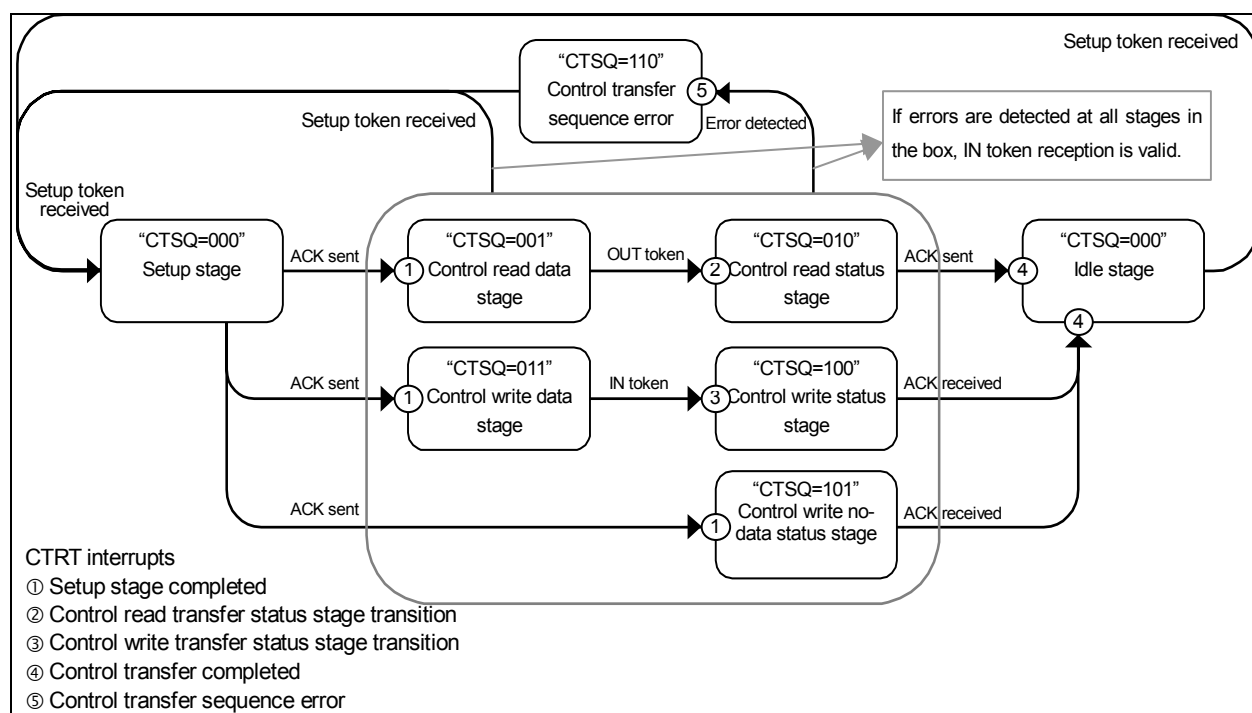 Setup token received
“CTSQ=110”
Control transfer
sequence error
5
Setup token received
Error detected
If errors are detected at all stages in
the box, IN token reception is valid.
Setup token
received
“CTSQ=000”
Setup stage
ACK sent
1
“CTSQ=001”
Control read data
stage
OUT token
2
“CTSQ=010”
Control read status
stage
ACK sent
4
“CTSQ=000”
Idle stage
4
ACK sent
1
“CTSQ=011”
Control write data
stage
IN token
3
“CTSQ=100”
Control write status
stage
ACK received
ACK sent
1
“CTSQ=101”
Control write no-
data status stage
ACK received
CTRT interrupts
① Setup stage completed
② Control read transfer status stage transition
③ Control write transfer status stage transition
④ Control transfer completed
⑤ Control transfer sequence error